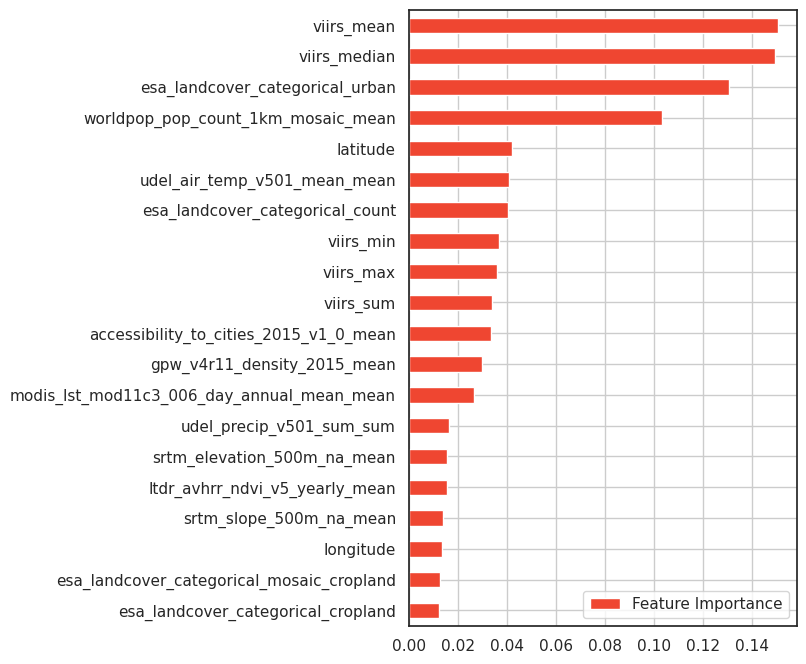 viirs_mean
viirs_median
esa_landcover_categorical_urban
worldpop_pop_count_1km_mosaic_mean
latitude
udel_air_temp_v501_mean_mean
esa_landcover_categorical_count
viirs_min
viirs_max
viirs_sum
accessibility_to_cities_2015_v1_0_mean
gpw_v4r11_density_2015_mean
modis_lst_mod11c3_006_day_annual_mean_mean
udel_precip_v501_sum_sum
srtm_elevation_500m_na_mean
ltdr_avhrr_ndvi_v5_yearly_mean
srtm_slope_500m_na_mean
longitude
esa_landcover_categorical_mosaic_cropland
esa_landcover_categorical_cropland
Feature Importance
0.00 0.02 0.04 0.06 0.08 0.10 0.12 0.14